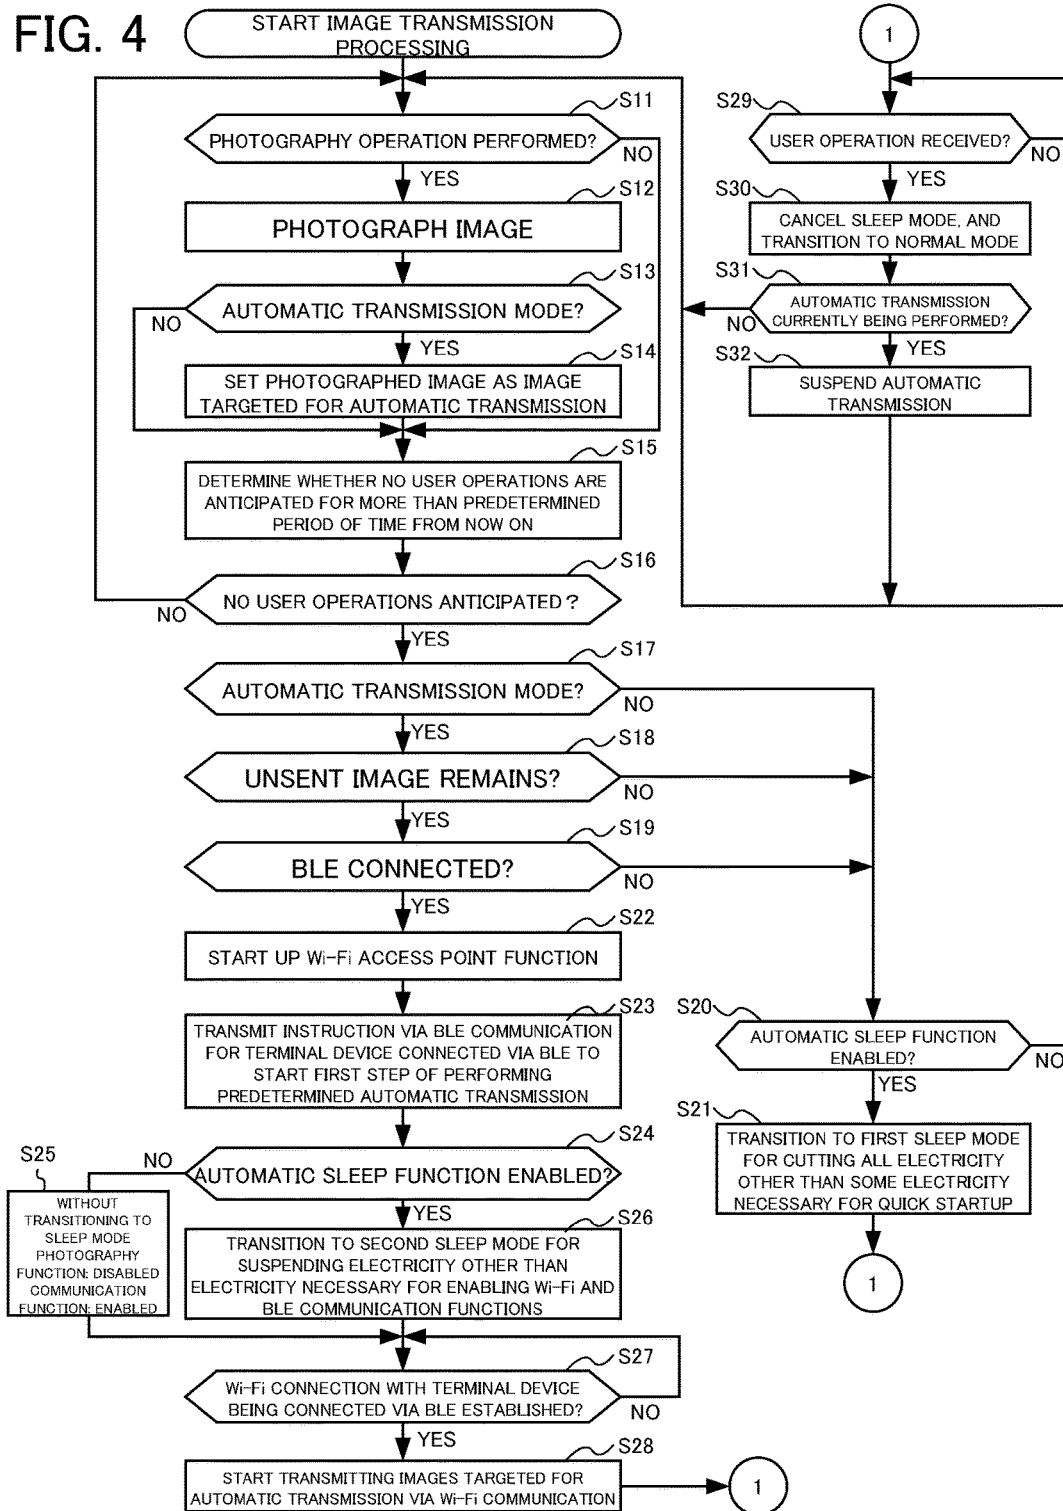 FIG. 4
START IMAGE TRANSMISSION
PROCESSING
S11
PHOTOGRAPHY OPERATION PERFORMED?
NO
YES
S12
PHOTOGRAPH IMAGE
S13
AUTOMATIC TRANSMISSION MODE?
NO
YES
S14
SET PHOTOGRAPHED IMAGE AS IMAGE
TARGETED FOR AUTOMATIC TRANSMISSION
S15
DETERMINE WHETHER NO USER OPERATIONS ARE
ANTICIPATED FOR MORE THAN PREDETERMINED
PERIOD OF TIME FROM NOW ON
S16
NO USER OPERATIONS ANTICIPATED?
NO
YES
S17
AUTOMATIC TRANSMISSION MODE?
NO
YES
S18
UNSENT IMAGE REMAINS?
NO
YES
S19
BLE CONNECTED?
NO
YES
S22
START UP Wi-Fi ACCESS POINT FUNCTION
S23
TRANSMIT INSTRUCTION VIA BLE COMMUNICATION
FOR TERMINAL DEVICE CONNECTED VIA BLE TO
START FIRST STEP OF PERFORMING
PREDETERMINED AUTOMATIC TRANSMISSION
S24
AUTOMATIC SLEEP FUNCTION ENABLED?
NO
YES
S25
WITHOUT
TRANSITIONING TO
SLEEP MODE
PHOTOGRAPHY
FUNCTION: DISABLED
COMMUNICATION
FUNCTION: ENABLED
S26
TRANSITION TO SECOND SLEEP MODE FOR
SUSPENDING ELECTRICITY OTHER THAN
ELECTRICITY NECESSARY FOR ENABLING Wi-Fi AND
BLE COMMUNICATION FUNCTIONS
S27
Wi-Fi CONNECTION WITH TERMINAL DEVICE
BEING CONNECTED VIA BLE ESTABLISHED?
NO
YES
S28
START TRANSMITTING IMAGES TARGETED FOR
AUTOMATIC TRANSMISSION VIA Wi-Fi COMMUNICATION
1
1
S29
USER OPERATION RECEIVED?
NO
YES
S30
CANCEL SLEEP MODE, AND
TRANSITION TO NORMAL MODE
S31
AUTOMATIC TRANSMISSION
CURRENTLY BEING PERFORMED?
NO
YES
S32
SUSPEND AUTOMATIC
TRANSMISSION
S20
AUTOMATIC SLEEP FUNCTION
ENABLED?
NO
YES
S21
TRANSITION TO FIRST SLEEP MODE
FOR CUTTING ALL ELECTRICITY
OTHER THAN SOME ELECTRICITY
NECESSARY FOR QUICK STARTUP
1